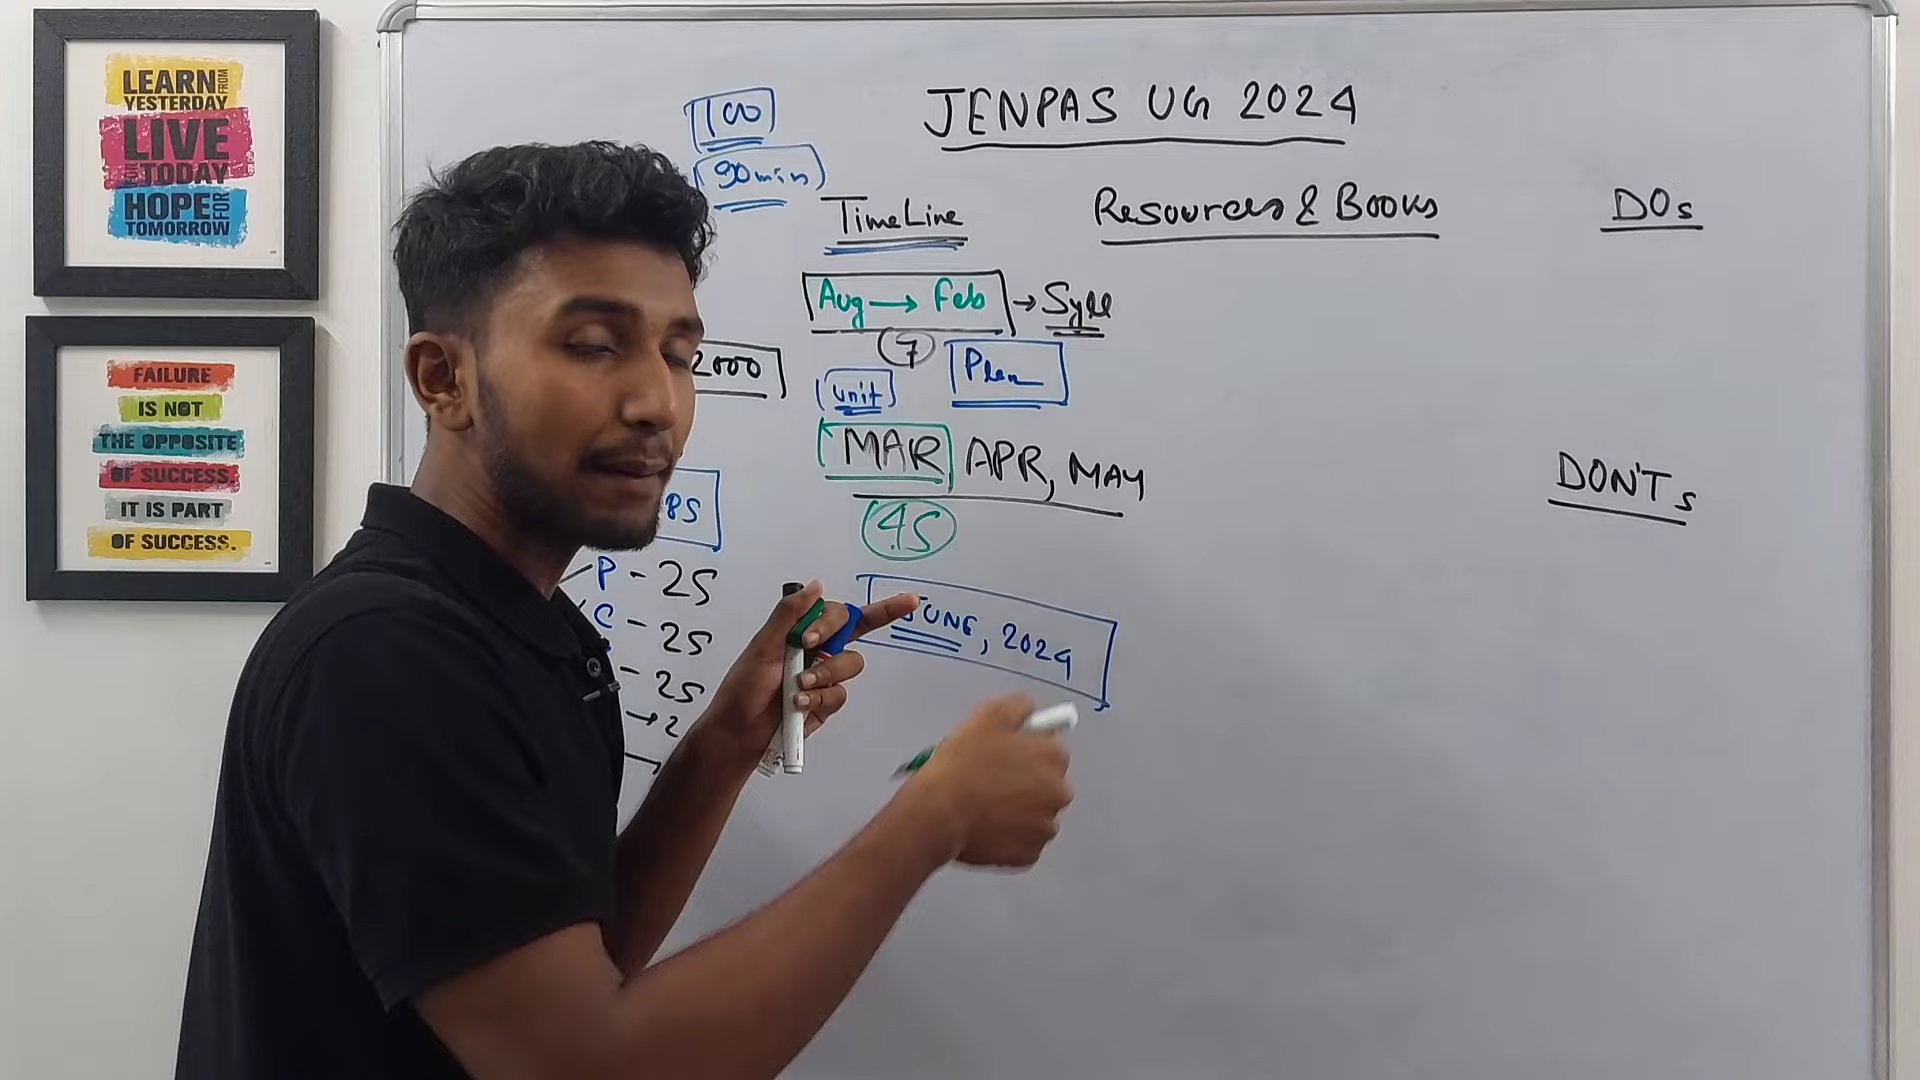 LEARN FROM
YESTERDAY
LIVE
FOR TODAY
HOPE FOR
TOMORROW
FAILURE
IS NOT
THE OPPOSITE
OF SUCCESS.
IT IS PART
OF SUCCESS.
JENPAS UG 2024
100
90 min
TimeLine
Resources & Books
DOs
Aug → Feb → Syll
7
Plan
2000
unit
MAR APR, MAY
DON'Ts
45
P - 25
C - 25
- 25
→ 2
JUNE, 2024